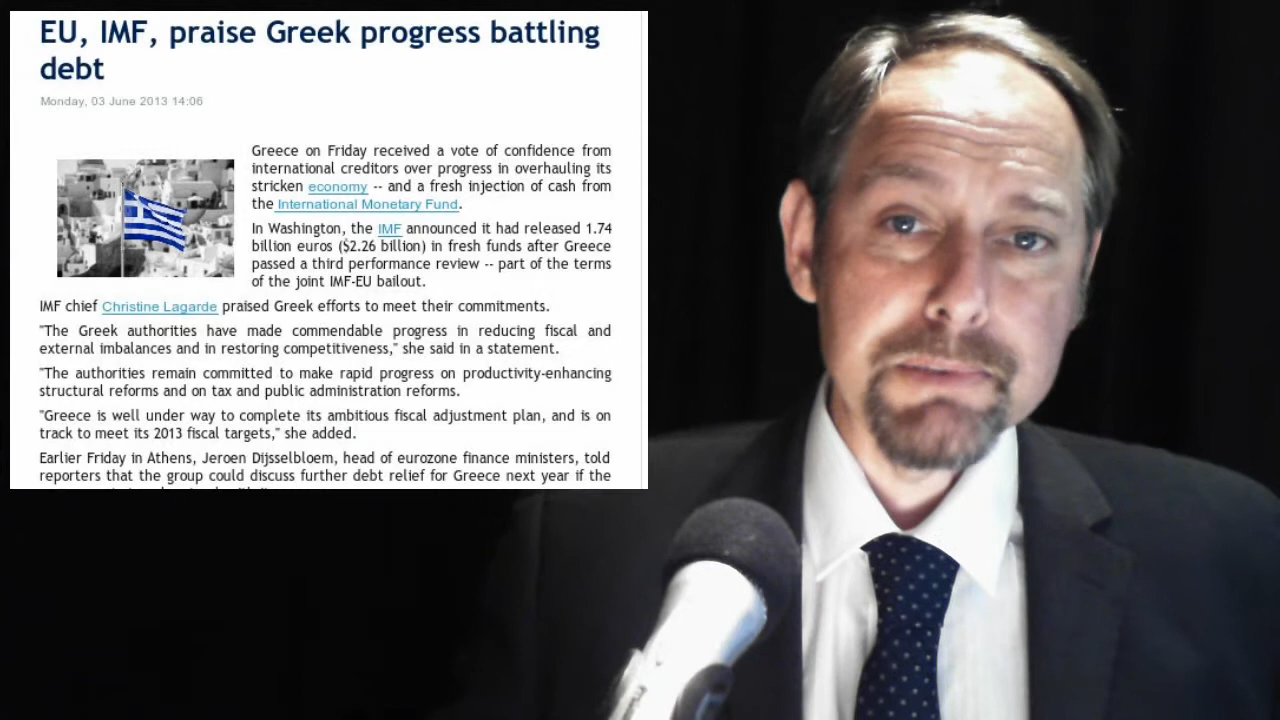 EU, IMF, praise Greek progress battling
debt
Monday, 03 June 2013 14:06
Greece on Friday received a vote of confidence from
international creditors over progress in overhauling its
stricken economy -- and a fresh injection of cash from
the International Monetary Fund.
In Washington, the IMF announced it had released 1.74
billion euros ($2.26 billion) in fresh funds after Greece
passed a third performance review -- part of the terms
of the joint IMF-EU bailout.
IMF chief Christine Lagarde praised Greek efforts to meet their commitments.
"The Greek authorities have made commendable progress in reducing fiscal and
external imbalances and in restoring competitiveness," she said in a statement.
"The authorities remain committed to make rapid progress on productivity-enhancing
structural reforms and on tax and public administration reforms.
"Greece is well under way to complete its ambitious fiscal adjustment plan, and is on
track to meet its 2013 fiscal targets," she added.
Earlier Friday in Athens, Jeroen Dijsselbloem, head of eurozone finance ministers, told
reporters that the group could discuss further debt relief for Greece next year if the